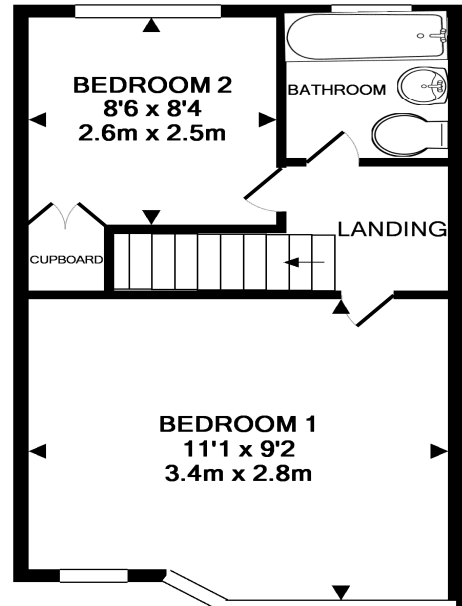 BEDROOM 2
8'6 x 8'4
2.6m x 2.5m
BATHROOM
LANDING
CUPBOARD
BEDROOM 1
11'1 x 9'2
3.4m x 2.8m